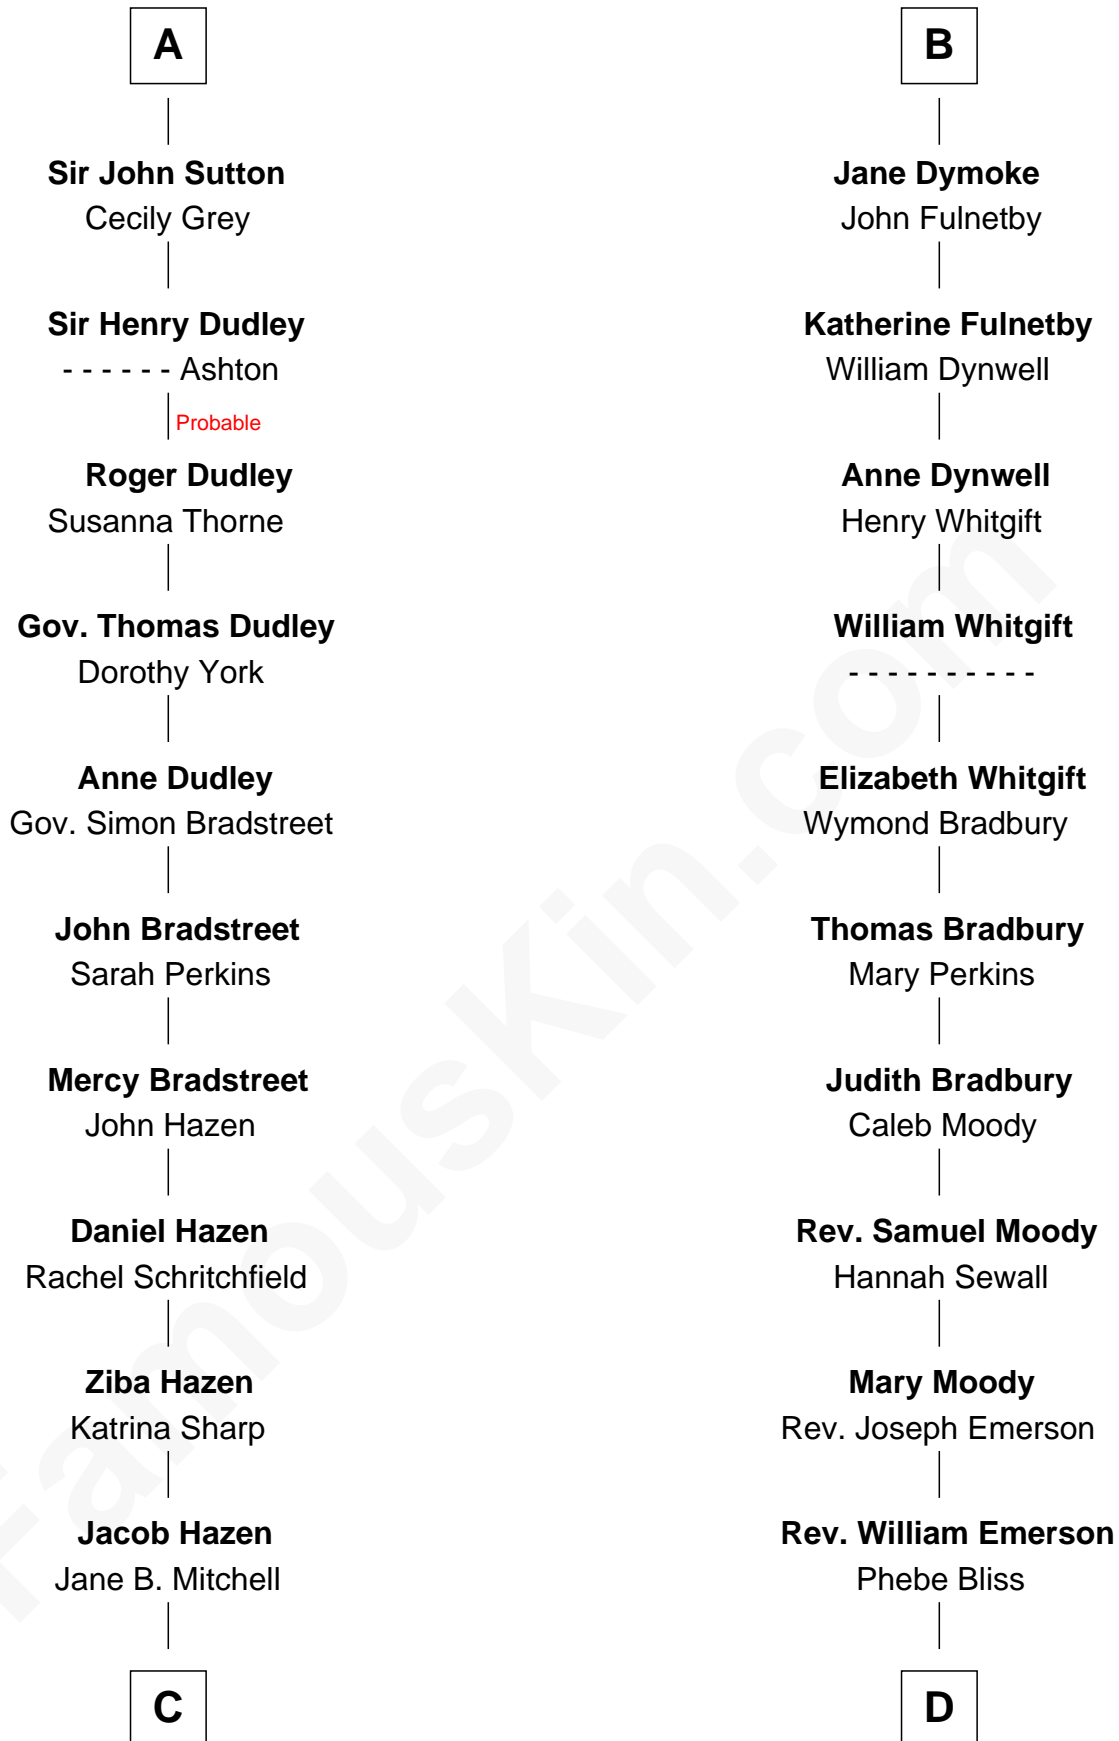 A
Sir John Sutton
Cecily Grey
Sir Henry Dudley
- - - - - - Ashton
Probable
Roger Dudley
Susanna Thorne
Gov. Thomas Dudley
Dorothy York
Anne Dudley
Gov. Simon Bradstreet
John Bradstreet
Sarah Perkins
Mercy Bradstreet
John Hazen
Daniel Hazen
Rachel Schritchfield
Ziba Hazen
Katrina Sharp
Jacob Hazen
Jane B. Mitchell
C
B
Jane Dymoke
John Fulnetby
Katherine Fulnetby
William Dynwell
Anne Dynwell
Henry Whitgift
William Whitgift
- - - - - - - - - -
Elizabeth Whitgift
Wymond Bradbury
Thomas Bradbury
Mary Perkins
Judith Bradbury
Caleb Moody
Rev. Samuel Moody
Hannah Sewall
Mary Moody
Rev. Joseph Emerson
Rev. William Emerson
Phebe Bliss
D
FamousKin.com